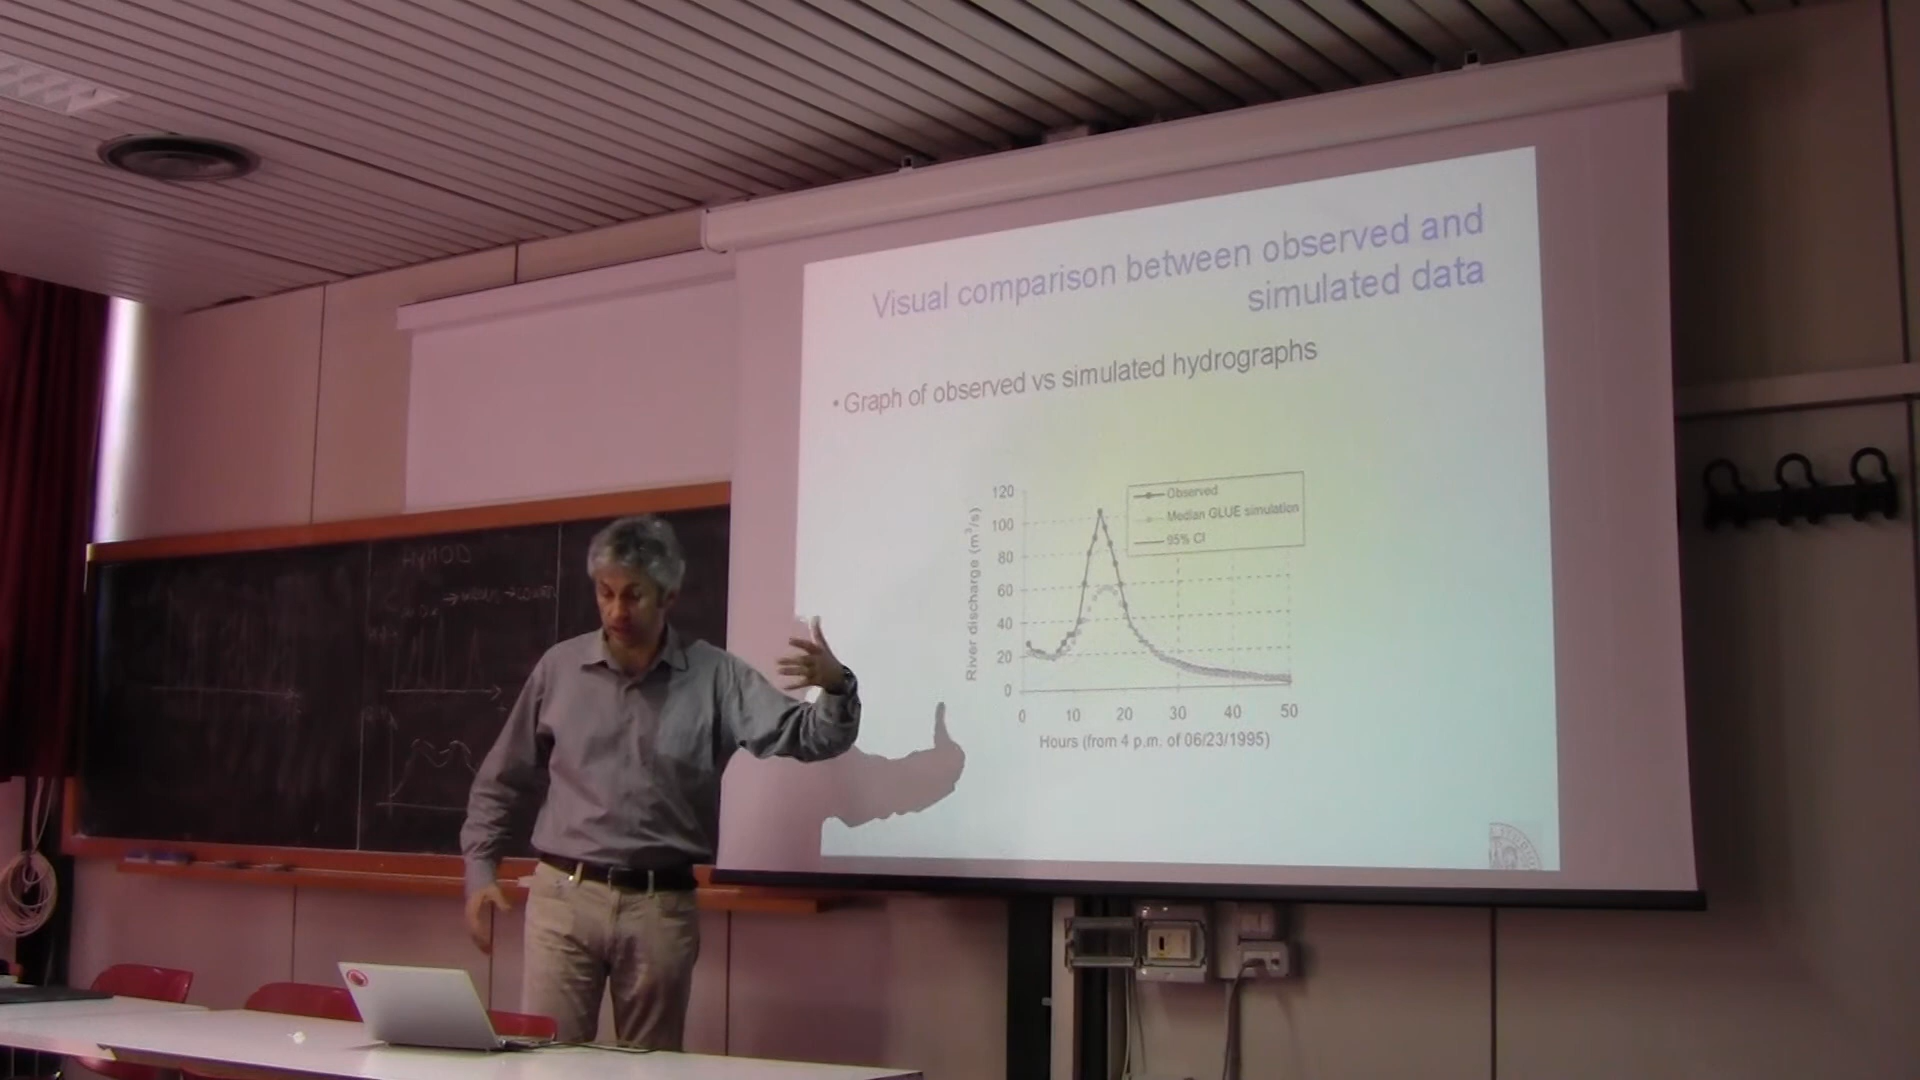 Visual comparison between observed and
simulated data
• Graph of observed vs simulated hydrographs
120
100
80
60
40
20
0
River discharge (m³/s)
Observed
Median GLUE simulation
95% CI
0 10 20 30 40 50
Hours (from 4 p.m. of 06/23/1995)